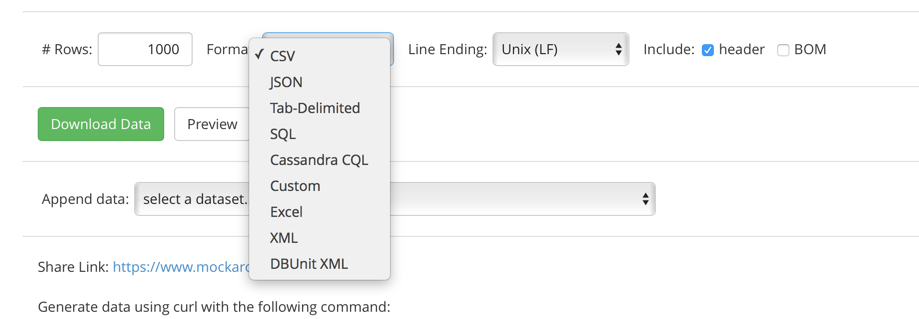 # Rows: 1000 Forma Line Ending: Unix (LF) Include: header BOM
✓ CSV
JSON
Tab-Delimited
SQL
Cassandra CQL
Custom
Excel
XML
DBUnit XML
Download Data Preview
Append data: select a dataset.
Share Link: https://www.mockaro
Generate data using curl with the following command: